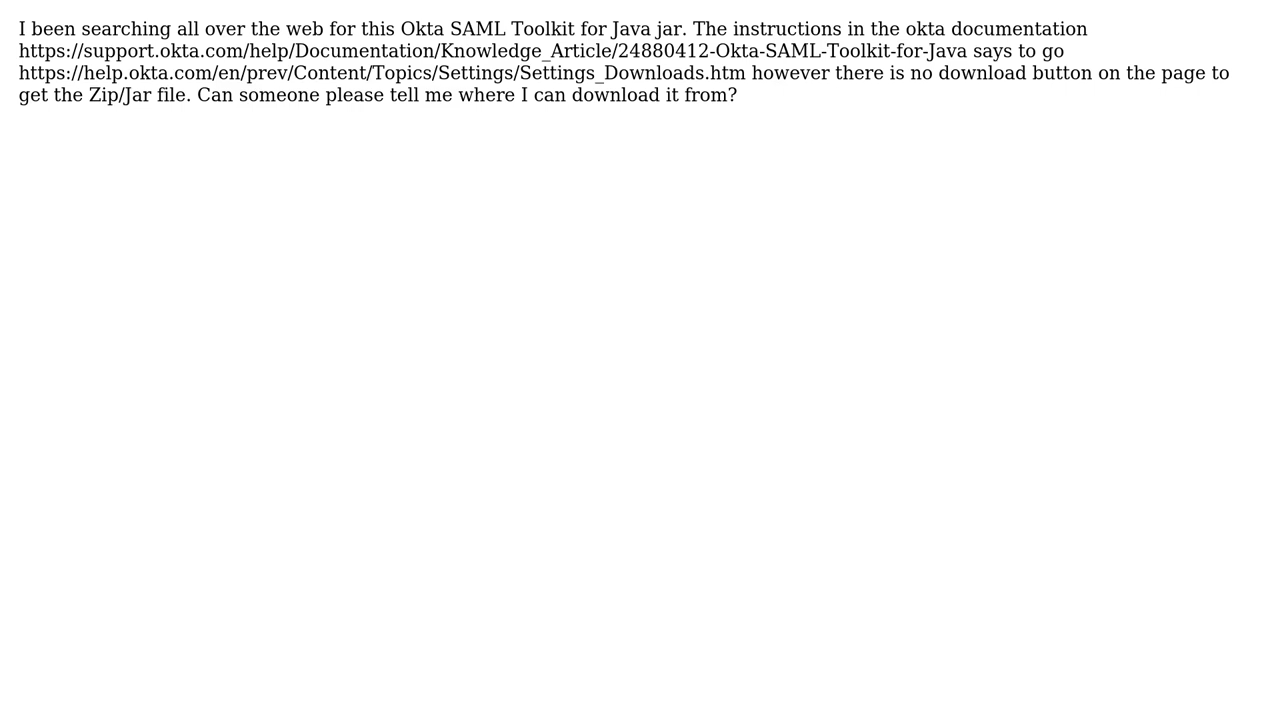 I been searching all over the web for this Okta SAML Toolkit for Java jar. The instructions in the okta documentation
https://support.okta.com/help/Documentation/Knowledge_Article/24880412-Okta-SAML-Toolkit-for-Java says to go
https://help.okta.com/en/prev/Content/Topics/Settings/Settings_Downloads.htm however there is no download button on the page to
get the Zip/Jar file. Can someone please tell me where I can download it from?